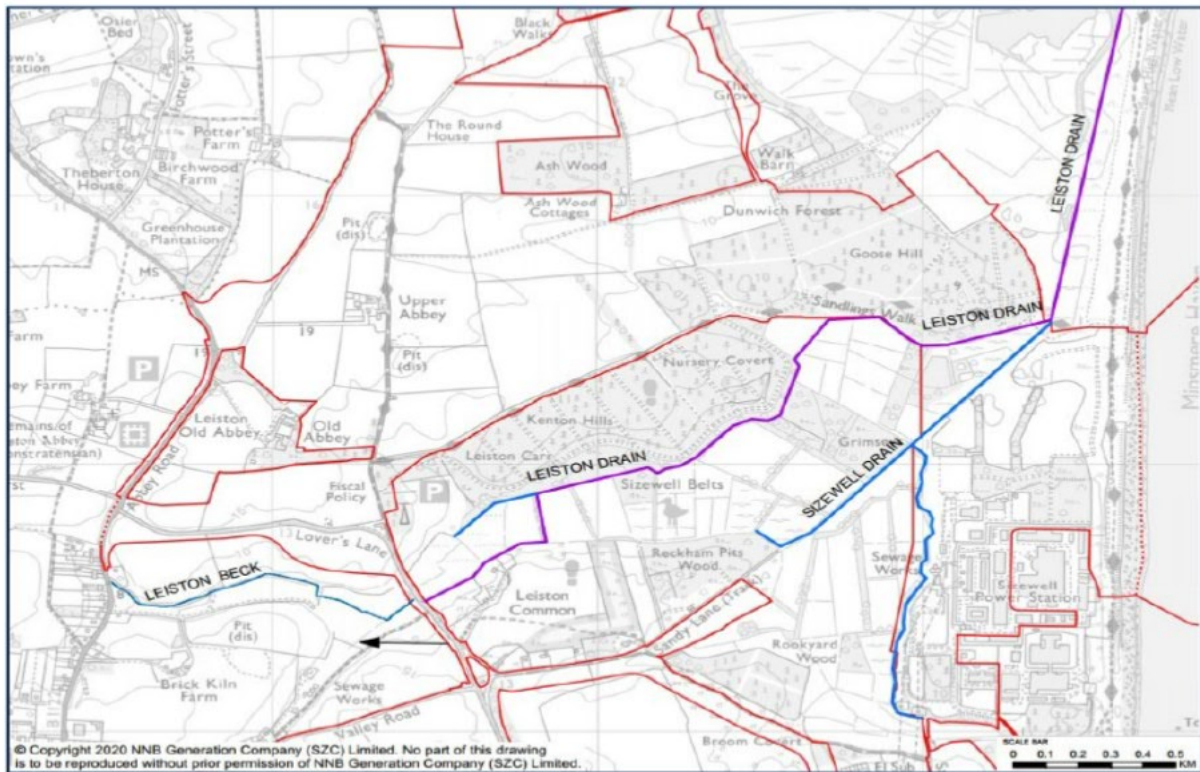 Osier
Bed
Potter's Street
Black
Walks
The Grove
Potter's
Farm
The Round
House
Theberton
House
Birchwood
Farm
Ash Wood
Walk
Barn
LEISTON DRAIN
Ash Wood
Cottages
Dunwich Forest
Greenhouse
Plantation
Goose Hill
MS
Pit
(dis)
Upper
Abbey
Sandlings Walk
LEISTON DRAIN
19
19
Pit
(dis)
Nursery Covert
P
Kenton Hills
Leiston
Old Abbey
Old
Abbey
Leiston Carr
LEISTON DRAIN
SIZEWELL DRAIN
Abbey Road
Fiscal
Policy
P
Sizewell Belts
13
Lover's Lane
Reckham Pits
Wood
Sewage
Works
LEISTON BECK
Sizewell
Power Station
Leiston
Common
Sandy Lane (Track)
Pit
(dis)
Rookyard
Wood
Brick Kiln
Farm
Sewage
Works
Valley Road
Broom Covert
El Sub
SCALE BAR
0 0.1 0.2 0.3 0.4 0.5
KM
© Copyright 2020 NNB Generation Company (SZC) Limited. No part of this drawing
is to be reproduced without prior permission of NNB Generation Company (SZC) Limited.